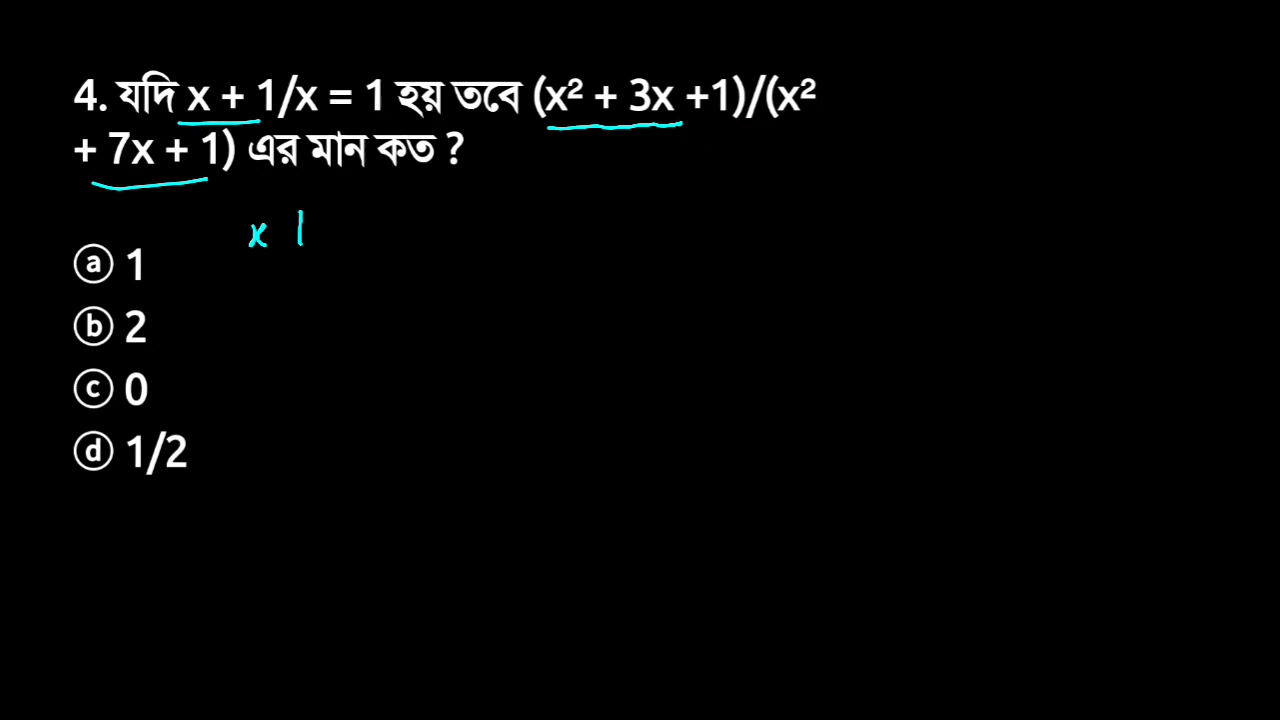 4. যদি x + 1/x = 1 হয় তবে (x² + 3x +1)/(x²
+ 7x + 1) এর মান কত ?
x 1
ⓐ 1
ⓑ 2
ⓒ 0
ⓓ 1/2